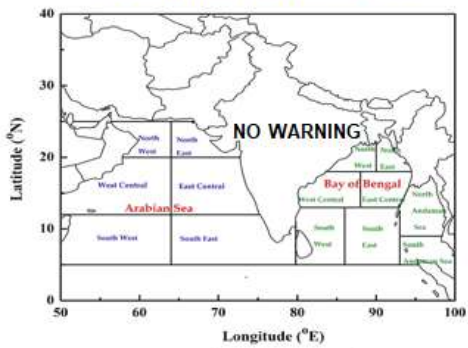 40
30
20
10
0
Latitude (°N)
NO WARNING
North
West
North
East
West Central
East Central
Arabian Sea
South West
South East
North
West
North
East
Bay of Bengal
West Central
East Central
South
West
South
East
North
Andaman
Sea
South
Andaman Sea
50
60
70
80
90
100
Longitude (°E)